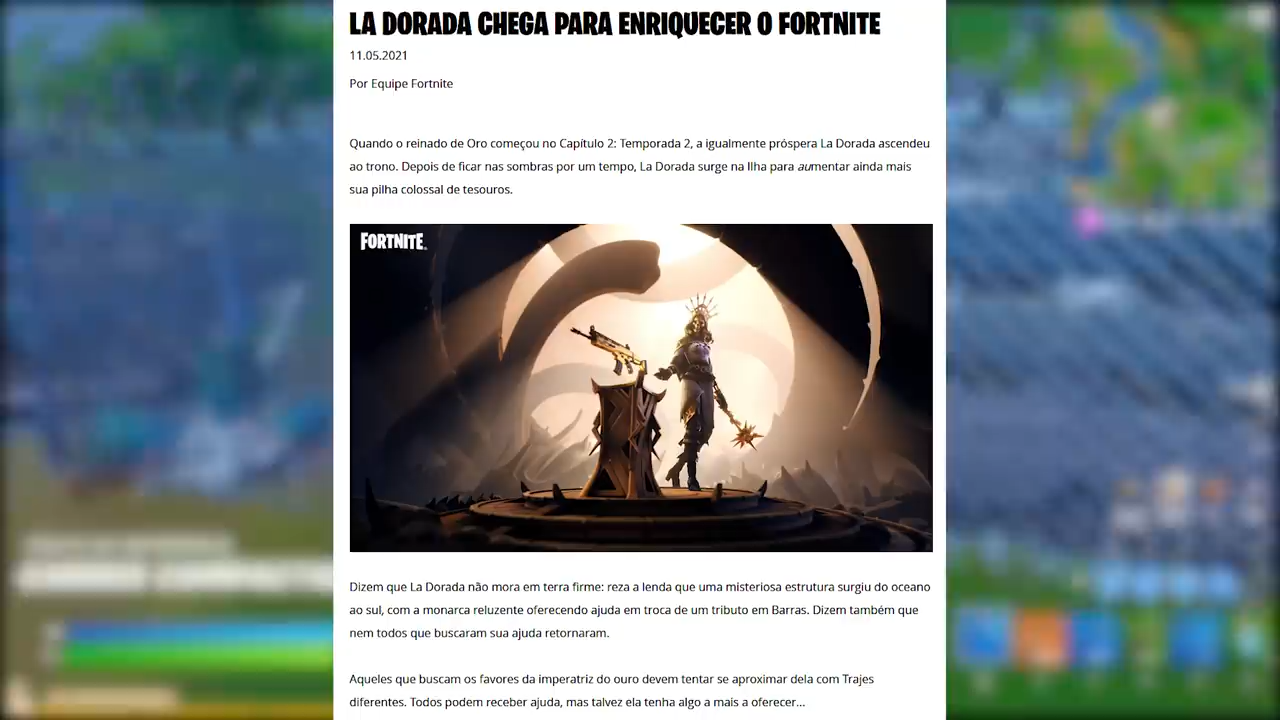 LA DORADA CHEGA PARA ENRIQUECER O FORTNITE
11.05.2021
Por Equipe Fortnite
Quando o reinado de Oro começou no Capítulo 2: Temporada 2, a igualmente próspera La Dorada ascendeu
ao trono. Depois de ficar nas sombras por um tempo, La Dorada surge na Ilha para aumentar ainda mais
sua pilha colossal de tesouros.
FORTNITE
Dizem que La Dorada não mora em terra firme: reza a lenda que uma misteriosa estrutura surgiu do oceano
ao sul, com a monarca reluzente oferecendo ajuda em troca de um tributo em Barras. Dizem também que
nem todos que buscaram sua ajuda retornaram.
Aqueles que buscam os favores da imperatriz do ouro devem tentar se aproximar dela com Trajes
diferentes. Todos podem receber ajuda, mas talvez ela tenha algo a mais a oferecer...